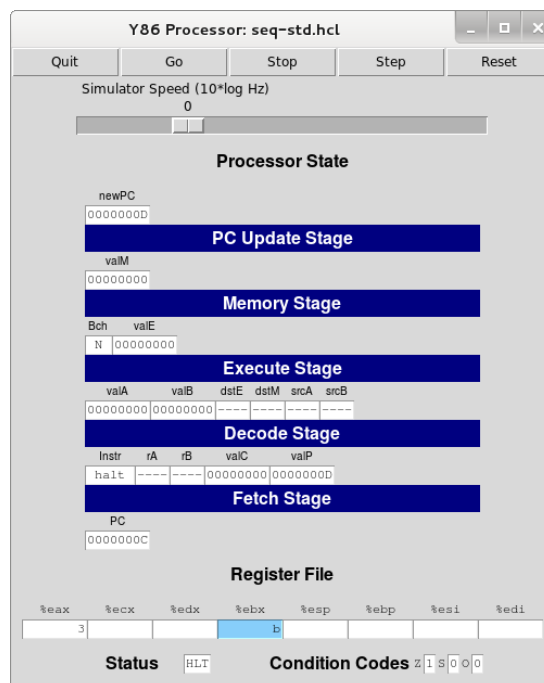 Y86 Processor: seq-std.hcl
Quit Go Stop Step Reset
Simulator Speed (10*log Hz)
0
Processor State
newPC
0000000D
PC Update Stage
valM
00000000
Memory Stage
Bch valE
N 00000000
Execute Stage
valA valB dstE dstM srcA srcB
00000000 00000000 ---- ---- ---- ----
Decode Stage
Instr rA rB valC valP
halt ---- ---- 00000000 0000000D
Fetch Stage
PC
0000000C
Register File
%eax %ecx %edx %ebx %esp %ebp %esi %edi
3 b
Status HLT Condition Codes Z 1 S 0 O 0